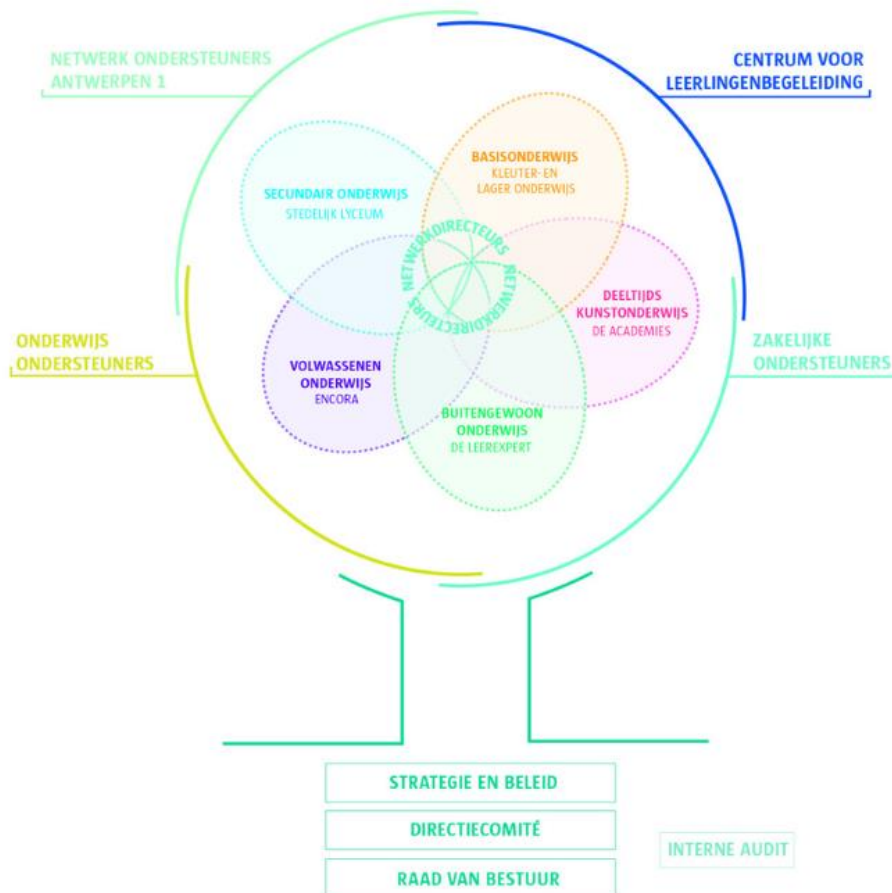 NETWERK ONDERSTEUNERS
ANTWERPEN 1
CENTRUM VOOR
LEERLINGENBEGELEIDING
BASISONDERWIJS
KLEUTER- EN
LAGER ONDERWIJS
SECUNDAIR ONDERWIJS
STEDELIJK LYCEUM
NETWERKDIRECTEURS
NETWERKDIRECTEURS
DEELTIJDS
KUNSTONDERWIJS
DE ACADEMIES
ONDERWIJS
ONDERSTEUNERS
ZAKELIJKE
ONDERSTEUNERS
VOLWASSENEN
ONDERWIJS
ENCORA
BUITENGEWOON
ONDERWIJS
DE LEEREXPERT
STRATEGIE EN BELEID
DIRECTIECOMITÉ
INTERNE AUDIT
RAAD VAN BESTUUR